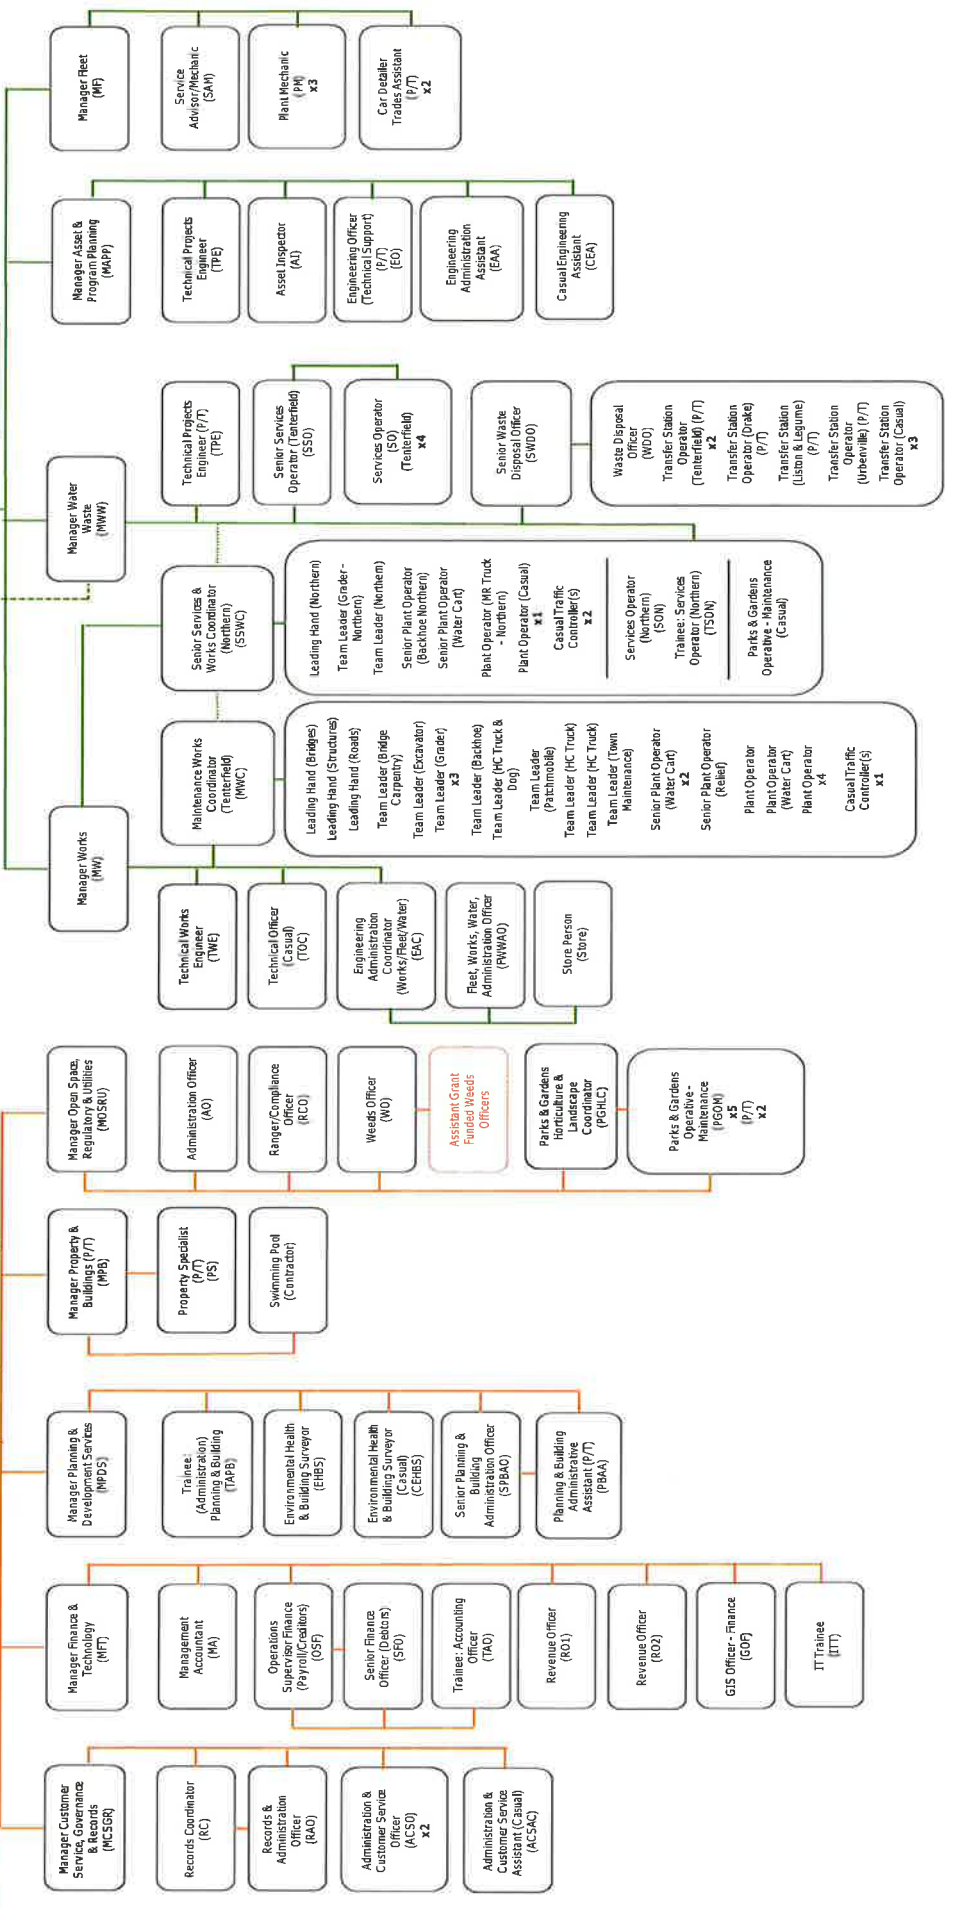 Manager Customer
Service, Governance
& Records
(MCSGR)
Records Coordinator
(RC)
Records &
Administration
Officer
(RAO)
Administration &
Customer Service
Officer
(ACSO)
x2
Administration &
Customer Service
Assistant (Casual)
(ACSAC)
Manager Finance &
Technology
(MFT)
Management
Accountant
(MA)
Operations
Supervisor Finance
(Payroll/Creditors)
(OSF)
Senior Finance
Officer (Debtors)
(SFO)
Trainee: Accounting
Officer
(TAO)
Revenue Officer
(RO1)
Revenue Officer
(RO2)
GIS Officer - Finance
(GOF)
IT Trainee
(ITT)
Manager Planning &
Development Services
(MPDS)
Trainee:
(Administration)
Planning & Building
(TAPB)
Environmental Health
& Building Surveyor
(EHBS)
Environmental Health
& Building Surveyor
(Casual)
(CEHBS)
Senior Planning &
Building
Administration Officer
(SPBAO)
Planning & Building
Administrative
Assistant (P/T)
(PBAA)
Manager Property &
Buildings (P/T)
(MPB)
Property Specialist
(P/T)
(PS)
Swimming Pool
(Contractor)
Manager Open Space,
Regulatory & Utilities
(MOSRU)
Administration Officer
(AO)
Ranger/Compliance
Officer
(RCO)
Weeds Officer
(WO)
Assistant Grant
Funded Weeds
Officers
Parks & Gardens
Horticulture &
Landscape
Coordinator
(PGHLC)
Parks & Gardens
Operative -
Maintenance
(PGOM)
x5
(P/T)
x2
Manager Works
(MW)
Technical Works
Engineer
(TWE)
Technical Officer
(Casual)
(TOC)
Engineering
Administration
Coordinator
(Works/Fleet/Water)
(EAC)
Fleet, Works, Water,
Administration Officer
(FWWAO)
Store Person
(Store)
Maintenance Works
Coordinator
(Tenterfield)
(MWC)
Leading Hand (Bridges)
Leading Hand (Structures)
Leading Hand (Roads)
Team Leader (Bridge
Carpentry)
Team Leader (Excavator)
Team Leader (Grader)
x3
Team Leader (Backhoe)
Team Leader (HC Truck &
Dog)
Team Leader
(Patchmobile)
Team Leader (HC Truck)
Team Leader (HC Truck)
Team Leader (Town
Maintenance)
Senior Plant Operator
(Water Cart)
x2
Senior Plant Operator
(Relief)
Plant Operator
Plant Operator
(Water Cart)
Plant Operator
x4
Casual Traffic
Controller(s)
x1
Senior Services &
Works Coordinator
(Northern)
(SSWC)
Leading Hand (Northern)
Team Leader (Grader -
Northern)
Team Leader (Northern)
Senior Plant Operator
(Backhoe Northern)
Senior Plant Operator
(Water Cart)
Plant Operator (MR Truck
- Northern)
Plant Operator (Casual)
x1
Casual Traffic
Controller(s)
x2
Services Operator
(Northern)
(SON)
Trainee: Services
Operator (Northern)
(TSON)
Parks & Gardens
Operative - Maintenance
(Casual)
Manager Water
Waste
(MWW)
Technical Projects
Engineer (P/T)
(TPE)
Senior Services
Operator (Tenterfield)
(SSO)
Services Operator
(SO)
(Tenterfield)
x4
Senior Waste
Disposal Officer
(SWDO)
Waste Disposal
Officer
(WDO)
Transfer Station
Operator
(Tenterfield) (P/T)
x2
Transfer Station
Operator (Drake)
(P/T)
Transfer Station
(Liston & Legume)
(P/T)
Transfer Station
Operator
(Urbenville) (P/T)
Transfer Station
Operator (Casual)
x3
Manager Asset &
Program Planning
(MAPP)
Technical Projects
Engineer
(TPE)
Asset Inspector
(AI)
Engineering Officer
(Technical Support)
(P/T)
(EO)
Engineering
Administration
Assistant
(EAA)
Casual Engineering
Assistant
(CEA)
Manager Fleet
(MF)
Service
Advisor/Mechanic
(SAM)
Plant Mechanic
(PM)
x3
Car Detailer
Trades Assistant
(P/T)
x2